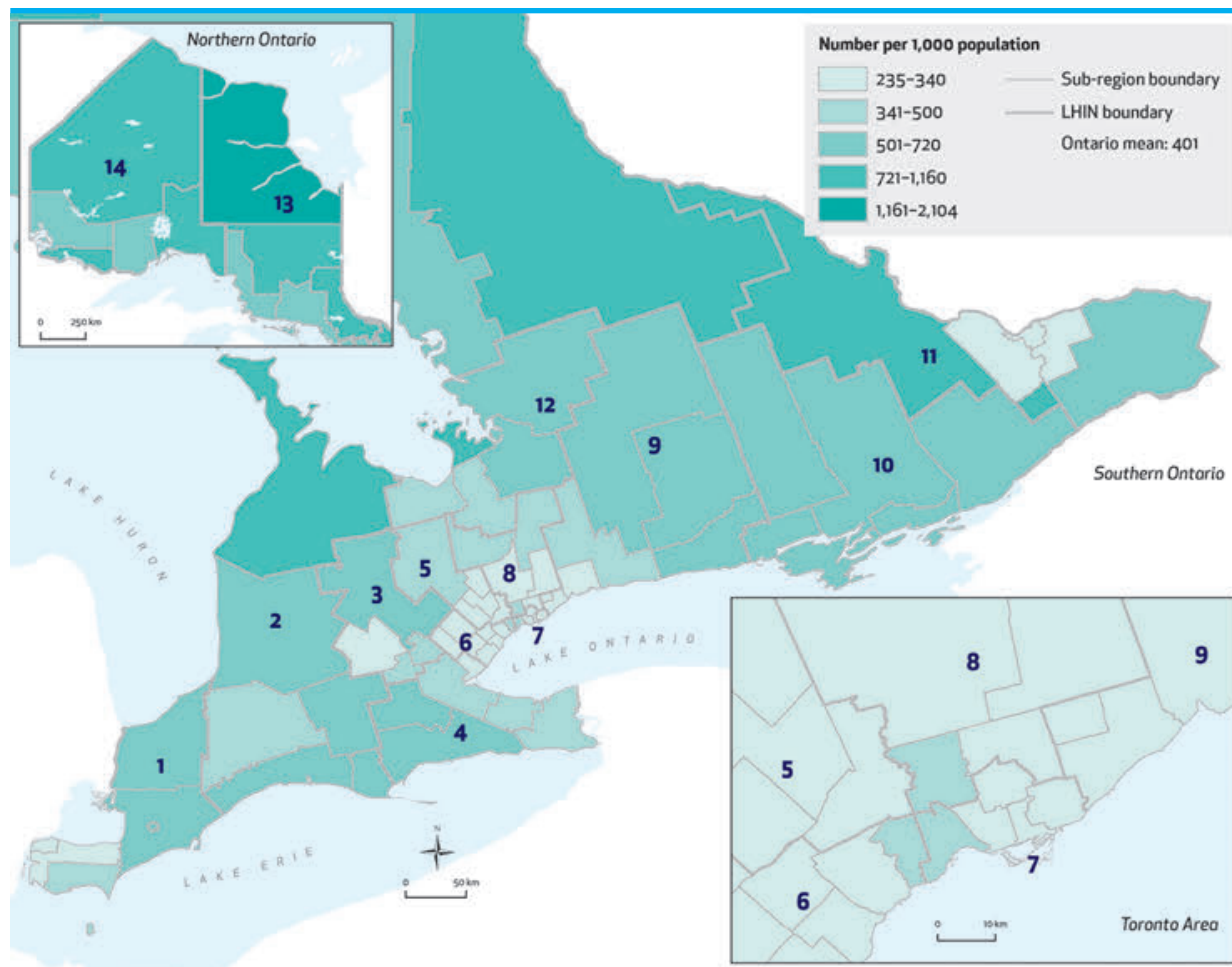 Northern Ontario
14
13
0 250 km
Number per 1,000 population
235–340
341–500
501–720
721–1,160
1,161–2,104
Sub-region boundary
LHIN boundary
Ontario mean: 401
11
12
9
10
Southern Ontario
LAKE HURON
5
8
3
2
6
7
LAKE ONTARIO
4
1
N
LAKE ERIE
0 50 km
8
9
5
7
6
0 10 km
Toronto Area